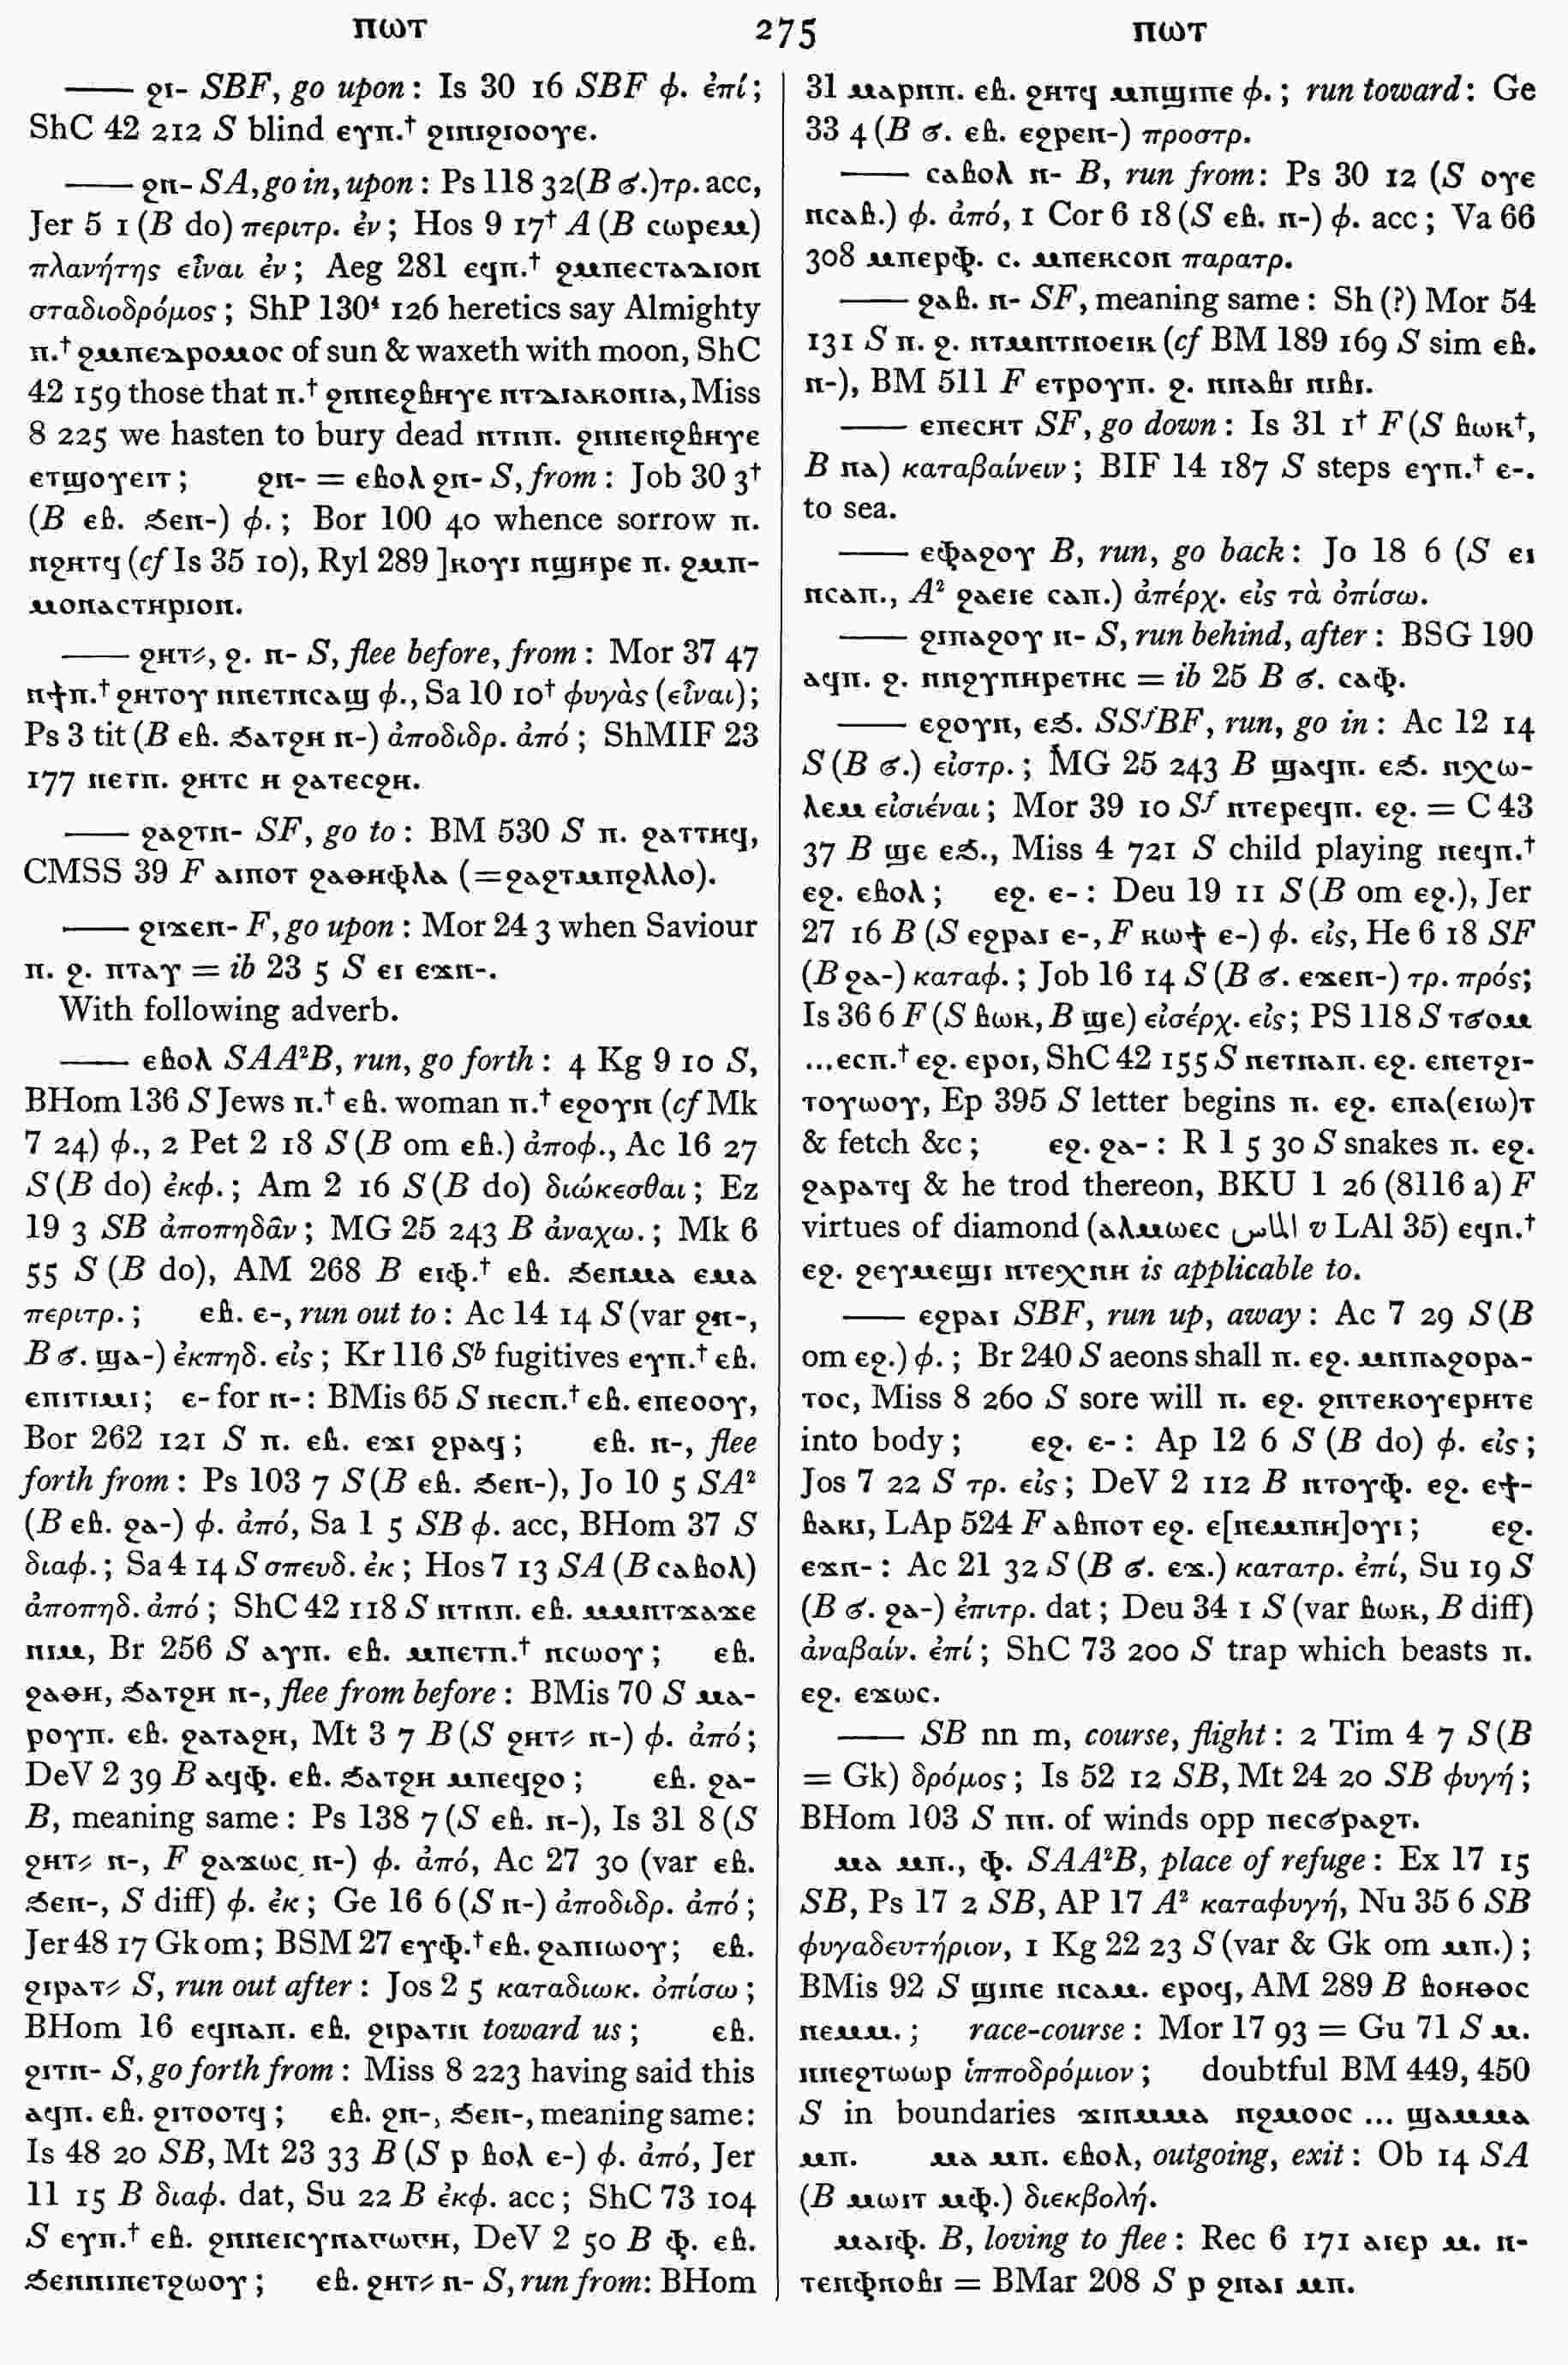 ⲡⲱⲧ 275 ⲡⲱⲧ
—— ϩⲓ- SBF, go upon: Is 30 16 SBF φ. ἐπί;
ShC 42 212 S blind ⲉⲩⲡ.† ϩⲓⲛⲓϩⲓⲟⲟⲩⲉ.
—— ϩⲛ- SA, go in, upon: Ps 118 32 (B ϭ.) τρ. acc,
Jer 5 1 (B do) περιτρ. ἐν; Hos 9 17† A (B ⲥⲱⲣⲉⲙ)
πλανήτης εἶναι ἐν; Aeg 281 ⲉϥⲡ.† ϩⲙⲡⲉⲥⲧⲁⲇⲓⲟⲛ
σταδιοδρόμος; ShP 130⁴ 126 heretics say Almighty
ⲡ.† ϩⲙⲡⲉⲇⲣⲟⲙⲟⲥ of sun & waxeth with moon, ShC
42 159 those that ⲡ.† ϩⲛⲛⲉϩⲃⲏⲩⲉ ⲛⲧⲇⲓⲁⲕⲟⲛⲓⲁ, Miss
8 225 we hasten to bury dead ⲛⲧⲛⲡ. ϩⲛⲛⲉⲛϩⲃⲏⲩⲉ
ⲉⲧϣⲟⲩⲉⲓⲧ; ϩⲛ- = ⲉⲃⲟⲗ ϩⲛ- S, from: Job 30 3†
(B ⲉⲃ. ϧⲉⲛ-) φ.; Bor 100 40 whence sorrow ⲡ.
ⲛϩⲏⲧϥ (cf Is 35 10), Ryl 289 ]ⲕⲟⲩⲓ ⲛϣⲏⲣⲉ ⲡ. ϩⲙⲡ-
ⲙⲟⲛⲁⲥⲧⲏⲣⲓⲟⲛ.
—— ϩⲏⲧ⸗, ϩ. ⲛ- S, flee before, from: Mor 37 47
ⲛϯⲡ.† ϩⲏⲧⲟⲩ ⲛⲛⲉⲧⲡⲥⲁϣ φ., Sa 10 10† φυγὰς (εἶναι);
Ps 3 tit (B ⲉⲃ. ϧⲁⲧϩⲏ ⲛ-) ἀποδιδρ. ἀπό; ShMIF 23
177 ⲡⲉⲧⲡ. ϩⲏⲧⲥ ⲏ ϩⲁⲧⲉⲥϩⲏ.
—— ϩⲁϩⲧⲛ- SF, go to: BM 530 S ⲡ. ϩⲁⲧⲧⲏϥ,
CMSS 39 F ⲁⲓⲡⲟⲧ ϩⲁⲑⲏⲫⲗⲁ (=ϩⲁϩⲧⲙⲡϩⲗⲗⲟ).
—— ϩⲓϫⲉⲛ- F, go upon: Mor 24 3 when Saviour
ⲡ. ϩ. ⲡⲧⲁⲩ = ib 23 5 S ⲉⲓ ⲉϫⲛ-.
With following adverb.
—— ⲉⲃⲟⲗ SAA²B, run, go forth: 4 Kg 9 10 S,
BHom 136 S Jews ⲡ.† ⲉⲃ. woman ⲡ.† ⲉϩⲟⲩⲛ (cf Mk
7 24) φ., 2 Pet 2 18 S (B om ⲉⲃ.) ἀποφ., Ac 16 27
S (B do) ἐκφ.; Am 2 16 S (B do) διώκεσθαι; Ez
19 3 SB ἀποπηδᾶν; MG 25 243 B ἀναχω.; Mk 6
55 S (B do), AM 268 B ⲉⲓⲫ.† ⲉⲃ. ϧⲉⲛⲙⲁ ⲉⲙⲁ
περιτρ.; ⲉⲃ. ⲉ-, run out to: Ac 14 14 S (var ϩⲛ-,
B ϭ. ϣⲁ-) ἐκπηδ. εἰς; Kr 116 Sᵇ fugitives ⲉⲩⲡ.† ⲉⲃ.
ⲉⲡⲓⲧⲓⲙⲓ; ⲉ- for ⲛ-: BMis 65 S ⲛⲉⲥⲡ.† ⲉⲃ. ⲉⲡⲉⲟⲟⲩ,
Bor 262 121 S ⲡ. ⲉⲃ. ⲉϫⲓ ϩⲣⲁϥ; ⲉⲃ. ⲛ-, flee
forth from: Ps 103 7 S (B ⲉⲃ. ϧⲉⲛ-), Jo 10 5 SA²
(B ⲉⲃ. ϩⲁ-) φ. ἀπό, Sa 1 5 SB φ. acc, BHom 37 S
διαφ.; Sa 4 14 S σπευδ. ἐκ; Hos 7 13 SA (B ⲥⲁⲃⲟⲗ)
ἀποπηδ. ἀπό; ShC 42 118 S ⲛⲧⲛⲡ. ⲉⲃ. ⲙⲙⲛⲧϫⲁϫⲉ
ⲛⲓⲙ, Br 256 S ⲁⲩⲡ. ⲉⲃ. ⲙⲡⲉⲧⲡ.† ⲛⲥⲱⲟⲩ; ⲉⲃ.
ϩⲁⲑⲏ, ϧⲁⲧϩⲏ ⲛ-, flee from before: BMis 70 S ⲙⲁ-
ⲣⲟⲩⲡ. ⲉⲃ. ϩⲁⲧⲁϩⲏ, Mt 3 7 B (S ϩⲏⲧ⸗ ⲛ-) φ. ἀπό;
DeV 2 39 B ⲁϥⲫ. ⲉⲃ. ϧⲁⲧϩⲏ ⲙⲡⲉϥϩⲟ; ⲉⲃ. ϩⲁ-
B, meaning same: Ps 138 7 (S ⲉⲃ. ⲛ-), Is 31 8 (S
ϩⲏⲧ⸗ ⲛ-, F ϩⲁϫⲱⲥ ⲛ-) φ. ἀπό, Ac 27 30 (var ⲉⲃ.
ϧⲉⲛ-, S diff) φ. ἐκ; Ge 16 6 (S ⲛ-) ἀποδιδρ. ἀπό;
Jer 48 17 Gk om; BSM 27 ⲉⲩⲫ.† ⲉⲃ. ϩⲁⲛⲓⲱⲟⲩ; ⲉⲃ.
ϩⲓⲣⲁⲧ⸗ S, run out after: Jos 2 5 καταδιωκ. ὀπίσω;
BHom 16 ⲉϥⲛⲁⲡ. ⲉⲃ. ϩⲓⲣⲁⲧⲛ toward us; ⲉⲃ.
ϩⲓⲧⲛ- S, go forth from: Miss 8 223 having said this
ⲁϥⲡ. ⲉⲃ. ϩⲓⲧⲟⲟⲧϥ; ⲉⲃ. ϩⲛ-, ϧⲉⲛ-, meaning same:
Is 48 20 SB, Mt 23 33 B (S ⲣ ⲃⲟⲗ ⲉ-) φ. ἀπό, Jer
11 15 B διαφ. dat, Su 22 B ἐκφ. acc; ShC 73 104
S ⲉⲩⲡ.† ⲉⲃ. ϩⲛⲛⲉⲓⲥⲩⲛⲁⲅⲱⲅⲏ, DeV 2 50 B ⲫ. ⲉⲃ.
ϧⲉⲛⲛⲓⲡⲉⲧϩⲱⲟⲩ; ⲉⲃ. ϩⲏⲧ⸗ ⲛ- S, run from: BHom
31 ⲙⲁⲣⲛⲡ. ⲉⲃ. ϩⲏⲧϥ ⲙⲡϣⲓⲡⲉ φ.; run toward: Ge
33 4 (B ϭ. ⲉⲃ. ⲉϩⲣⲉⲛ-) προστρ.
—— ⲥⲁⲃⲟⲗ ⲛ- B, run from: Ps 30 12 (S ⲟⲩⲉ
ⲛⲥⲁⲃ.) φ. ἀπό, 1 Cor 6 18 (S ⲉⲃ. ⲛ-) φ. acc; Va 66
308 ⲙⲡⲉⲣⲫ. ⲥ. ⲙⲡⲉⲕⲥⲟⲛ παρατρ.
—— ϩⲁⲃ. ⲛ- SF, meaning same: Sh (?) Mor 54
131 S ⲡ. ϩ. ⲛⲧⲙⲛⲧⲛⲟⲉⲓⲕ (cf BM 189 169 S sim ⲉⲃ.
ⲛ-), BM 511 F ⲉⲧⲣⲟⲩⲡ. ϩ. ⲛⲛⲁⲃⲓ ⲛⲓⲃⲓ.
—— ⲉⲡⲉⲥⲏⲧ SF, go down: Is 31 1† F (S ⲃⲱⲕ†,
B ⲛⲁ) καταβαίνειν; BIF 14 187 S steps ⲉⲩⲡ.† ⲉ-.
to sea.
—— ⲉⲫⲁϩⲟⲩ B, run, go back: Jo 18 6 (S ⲉⲓ
ⲛⲥⲁⲡ., A² ϩⲁⲉⲓⲉ ⲥⲁⲡ.) ἀπέρχ. εἰς τὰ ὀπίσω.
—— ϩⲓⲡⲁϩⲟⲩ ⲛ- S, run behind, after: BSG 190
ⲁϥⲡ. ϩ. ⲛⲛϩⲩⲡⲏⲣⲉⲧⲏⲥ = ib 25 B ϭ. ⲥⲁⲫ.
—— ⲉϩⲟⲩⲛ, ⲉϧ. SSᶠBF, run, go in: Ac 12 14
S (B ϭ.) εἰστρ.; MG 25 243 B ϣⲁϥⲡ. ⲉϧ. ⲛⲭⲱ-
ⲗⲉⲙ εἰσιέναι; Mor 39 10 Sᶠ ⲛⲧⲉⲣⲉϥⲡ. ⲉϩ. = C 43
37 B ϣⲉ ⲉϧ., Miss 4 721 S child playing ⲛⲉϥⲡ.†
ⲉϩ. ⲉⲃⲟⲗ; ⲉϩ. ⲉ-: Deu 19 11 S (B om ⲉϩ.), Jer
27 16 B (S ⲉϩⲣⲁⲓ ⲉ-, F ⲕⲱϯ ⲉ-) φ. εἰς, He 6 18 SF
(B ϩⲁ-) καταφ.; Job 16 14 S (B ϭ. ⲉϫⲉⲛ-) τρ. πρός;
Is 36 6 F (S ⲃⲱⲕ, B ϣⲉ) εἰσέρχ. εἰς; PS 118 S ⲧϭⲟⲙ
...ⲉⲥⲡ.† ⲉϩ. ⲉⲣⲟⲓ, ShC 42 155 S ⲡⲉⲧⲛⲁⲡ. ⲉϩ. ⲉⲡⲉⲧϩⲓ-
ⲧⲟⲩⲱⲟⲩ, Ep 395 S letter begins ⲡ. ⲉϩ. ⲉⲡⲁ(ⲉⲓⲱ)ⲧ
& fetch &c; ⲉϩ. ϩⲁ-: R 1 5 30 S snakes ⲡ. ⲉϩ.
ϩⲁⲣⲁⲧϥ & he trod thereon, BKU 1 26 (8116 a) F
virtues of diamond (ⲁⲗⲙⲱⲉⲥ الماس v LAl 35) ⲉϥⲡ.†
ⲉϩ. ϩⲉⲩⲙⲉϣⲓ ⲛⲧⲉⲭⲛⲏ is applicable to.
—— ⲉϩⲣⲁⲓ SBF, run up, away: Ac 7 29 S (B
om ⲉϩ.) φ.; Br 240 S aeons shall ⲡ. ⲉϩ. ⲙⲡⲡⲁϩⲟⲣⲁ-
ⲧⲟⲥ, Miss 8 260 S sore will ⲡ. ⲉϩ. ϩⲛⲧⲉⲕⲟⲩⲉⲣⲏⲧⲉ
into body; ⲉϩ. ⲉ-: Ap 12 6 S (B do) φ. εἰς;
Jos 7 22 S τρ. εἰς; DeV 2 112 B ⲛⲧⲟⲩⲫ. ⲉϩ. ⲉϯ-
ⲃⲁⲕⲓ, LAp 524 F ⲁⲃⲡⲟⲧ ⲉϩ. ⲉ[ⲡⲉⲙⲡⲏ]ⲟⲩⲓ; ⲉϩ.
ⲉϫⲛ-: Ac 21 32 S (B ϭ. ⲉϫ.) κατατρ. ἐπί, Su 19 S
(B ϭ. ϩⲁ-) ἐπιτρ. dat; Deu 34 1 S (var ⲃⲱⲕ, B diff)
ἀναβαίν. ἐπί; ShC 73 200 S trap which beasts ⲡ.
ⲉϩ. ⲉϫⲱⲥ.
—— SB nn m, course, flight: 2 Tim 4 7 S (B
= Gk) δρόμος; Is 52 12 SB, Mt 24 20 SB φυγή;
BHom 103 S ⲡⲡ. of winds opp ⲡⲉⲥϭⲣⲁϩⲧ.
ⲙⲁ ⲙⲡ., ⲫ. SAA²B, place of refuge: Ex 17 15
SB, Ps 17 2 SB, AP 17 A² καταφυγή, Nu 35 6 SB
φυγαδευτήριον, 1 Kg 22 23 S (var & Gk om ⲙⲡ.);
BMis 92 S ϣⲓⲛⲉ ⲛⲥⲁⲙ. ⲉⲣⲟϥ, AM 289 B ⲃⲟⲏⲑⲟⲥ
ⲛⲉⲙⲙ.; race-course: Mor 17 93 = Gu 71 S ⲙ.
ⲛⲛⲉϩⲧⲱⲱⲣ ἱπποδρόμιον; doubtful BM 449, 450
S in boundaries ϫⲓⲛⲙⲙⲁ ⲛϩⲙⲟⲟⲥ ... ϣⲁⲙⲙⲁ
ⲙⲡ. ⲙⲁ ⲙⲡ. ⲉⲃⲟⲗ, outgoing, exit: Ob 14 SA
(B ⲙⲱⲓⲧ ⲙⲫ.) διεκβολή.
ⲙⲁⲓⲫ. B, loving to flee: Rec 6 171 ⲁⲓⲉⲣ ⲙ. ⲛ-
ⲧⲉⲛⲫⲛⲟⲃⲓ = BMar 208 S ⲣ ϩⲛⲁⲓ ⲙⲡ.